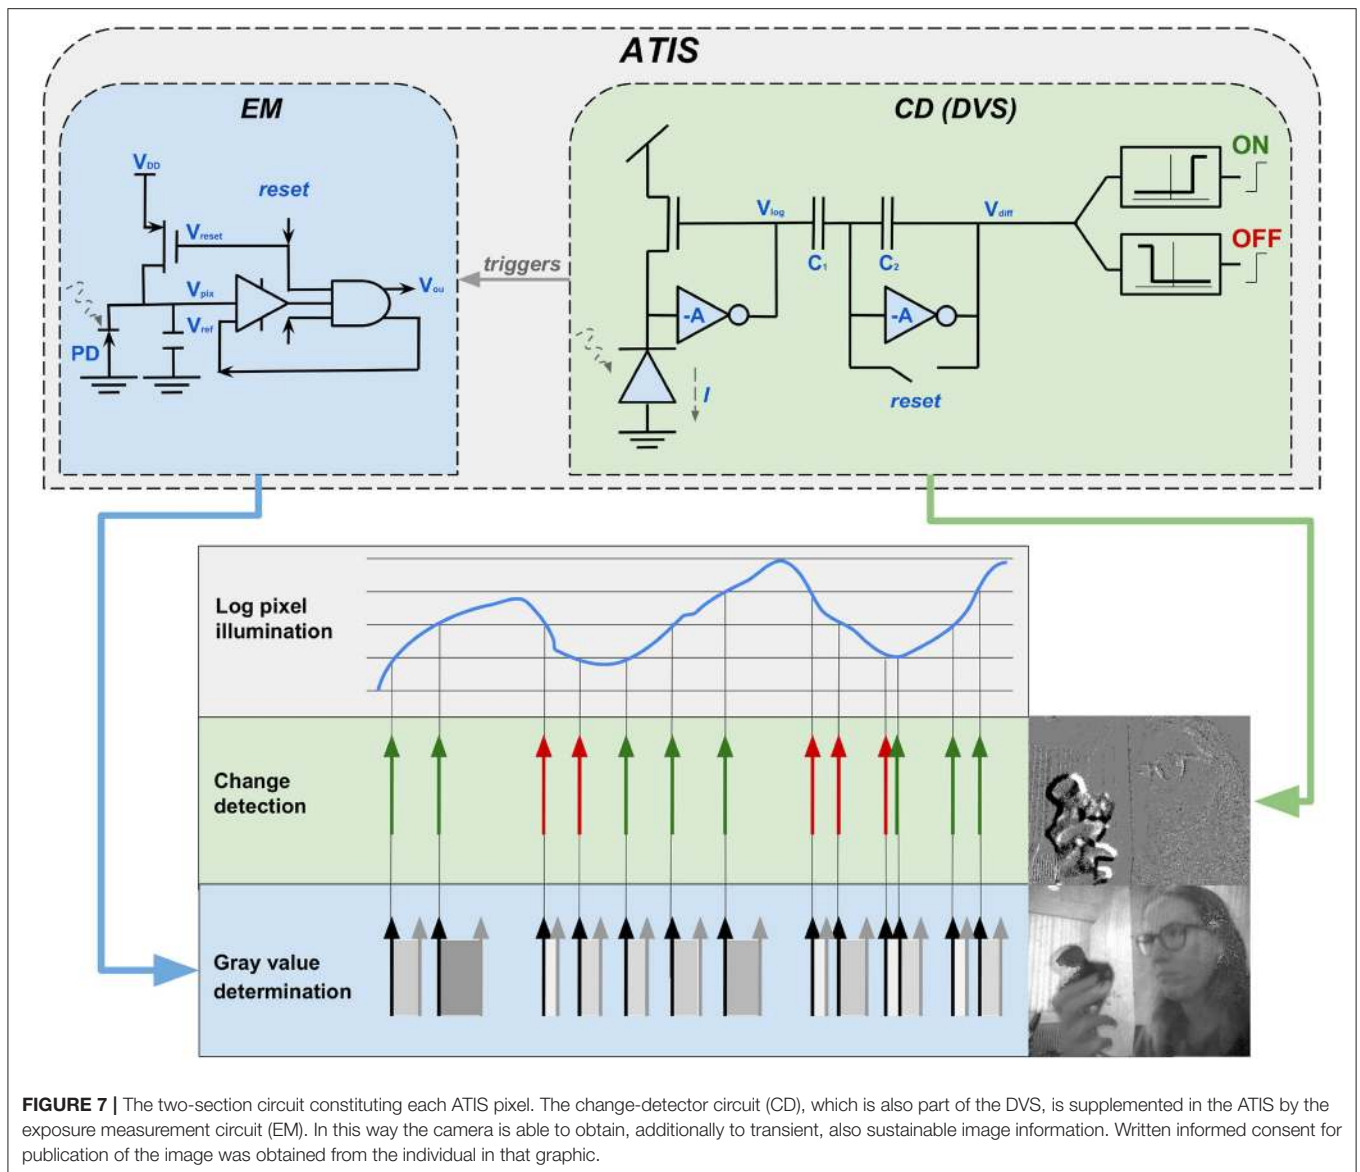 ATIS
EM
CD (DVS)
VDD
reset
Vreset
Vpix
Vref
PD
Vou
triggers
Vlog
C1
C2
Vdiff
-A
-A
I
reset
ON
OFF
Log pixel
illumination
Change
detection
Gray value
determination
FIGURE 7 | The two-section circuit constituting each ATIS pixel. The change-detector circuit (CD), which is also part of the DVS, is supplemented in the ATIS by the
exposure measurement circuit (EM). In this way the camera is able to obtain, additionally to transient, also sustainable image information. Written informed consent for
publication of the image was obtained from the individual in that graphic.